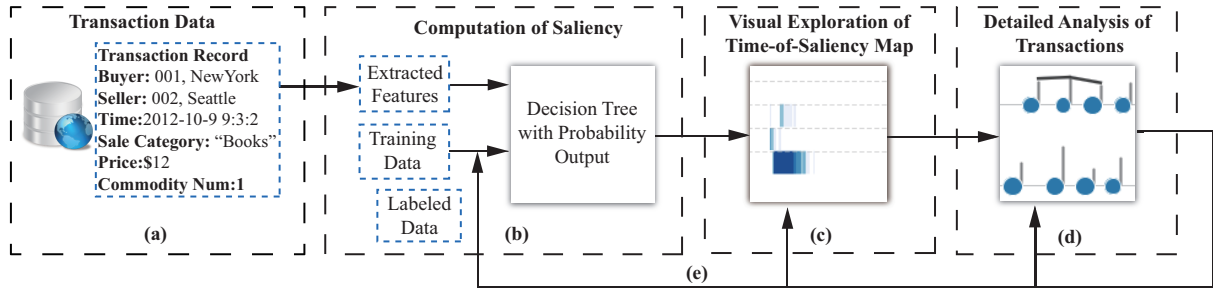 Transaction Data
Transaction Record
Buyer: 001, NewYork
Seller: 002, Seattle
Time:2012-10-9 9:3:2
Sale Category: “Books”
Price:$12
Commodity Num:1
(a)
Computation of Saliency
Extracted
Features
Training
Data
Labeled
Data
Decision Tree
with Probability
Output
(b)
Visual Exploration of
Time-of-Saliency Map
(c)
Detailed Analysis of
Transactions
(d)
(e)